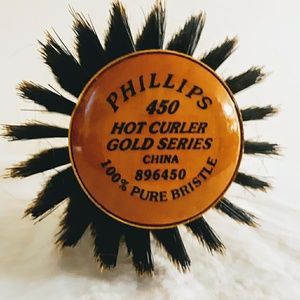 PHILLIPS
450
HOT CURLER
GOLD SERIES
CHINA
896450
100% PURE BRISTLE